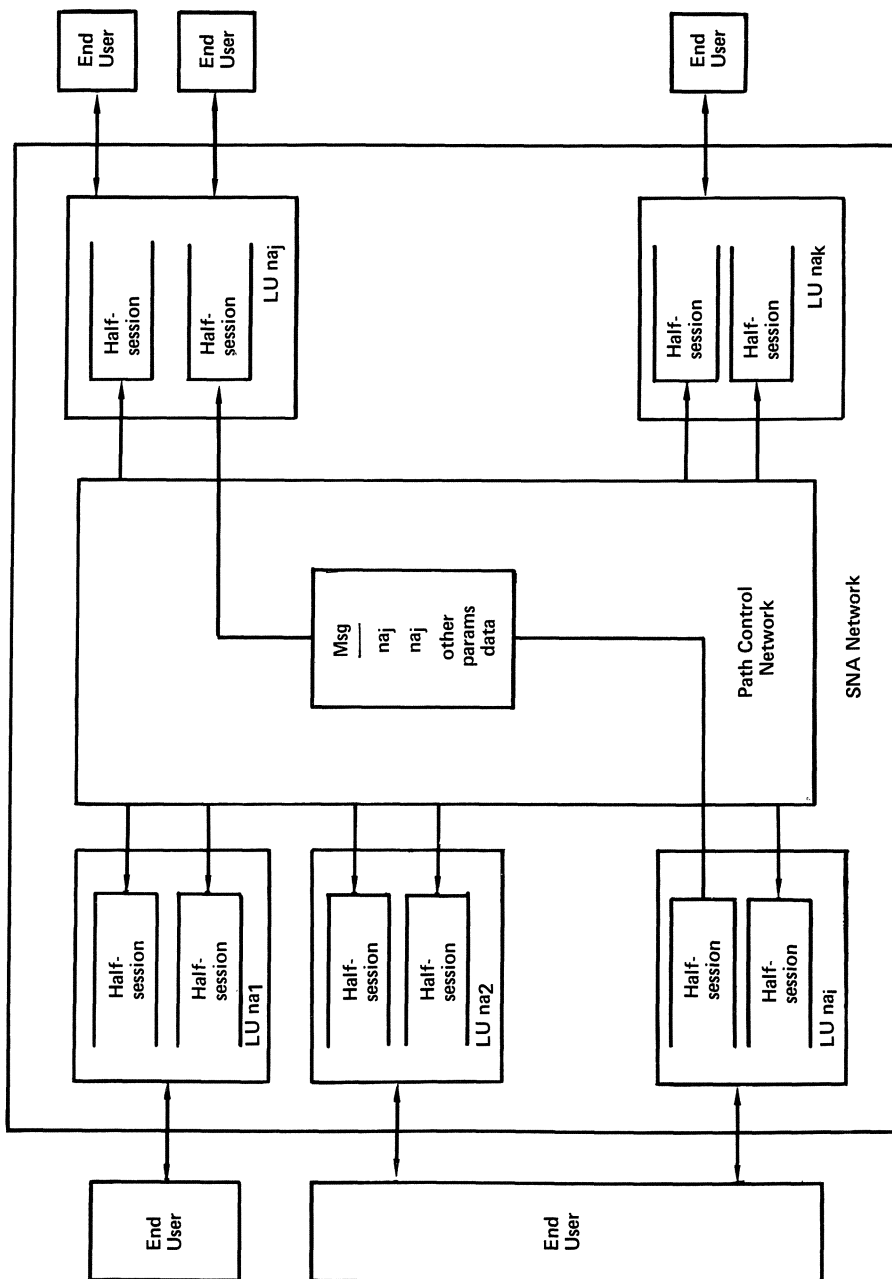 End
User
End
User
Half-
session
Half-
session
LU nai
Half-
session
Half-
session
LU na2
Half-
session
Half-
session
LU na1
Msg
naj
naj
other
params
data
Path Control
Network
SNA Network
Half-
session
Half-
session
LU nak
Half-
session
Half-
session
LU naj
End
User
End
User
End
User